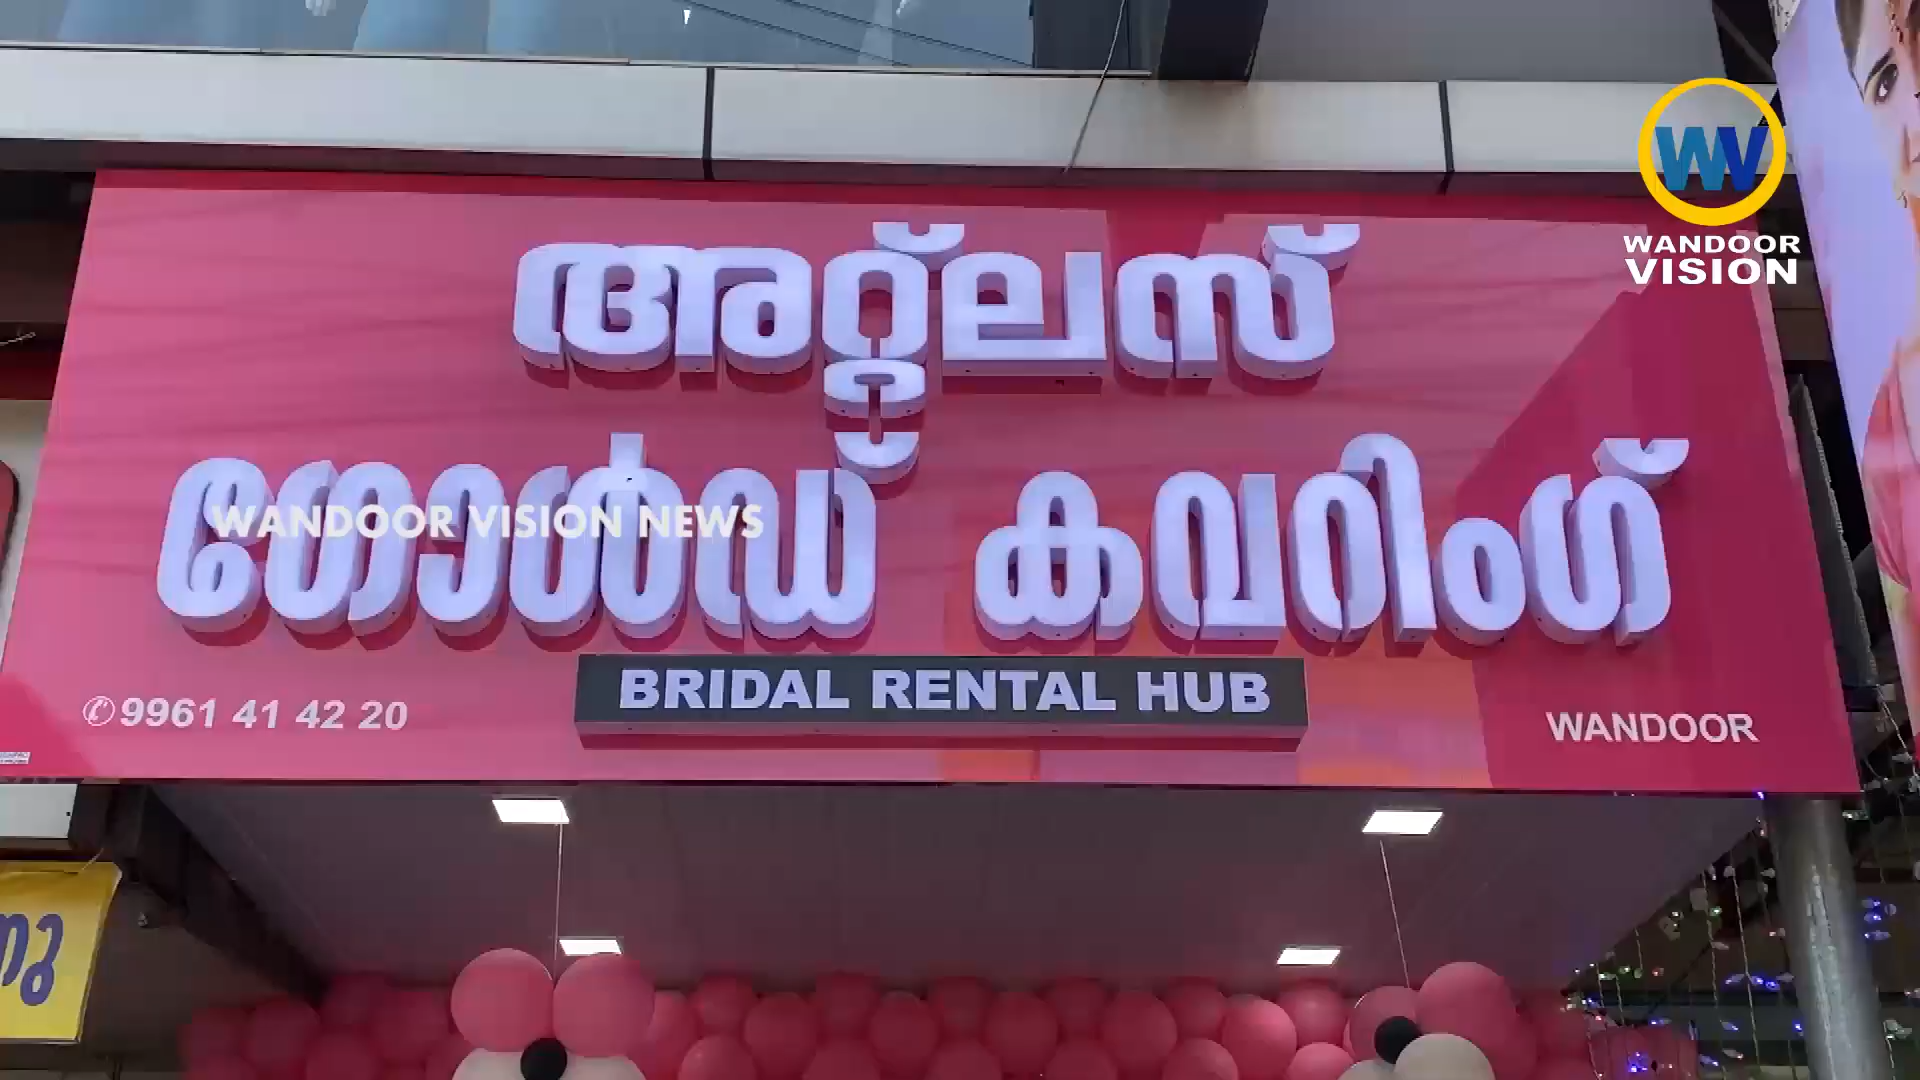 WANDOOR
VISION
അറ്റ്ലസ്
ഗോൾഡ് കവറിംഗ്
WANDOOR VISION NEWS
BRIDAL RENTAL HUB
✆9961 41 42 20
WANDOOR